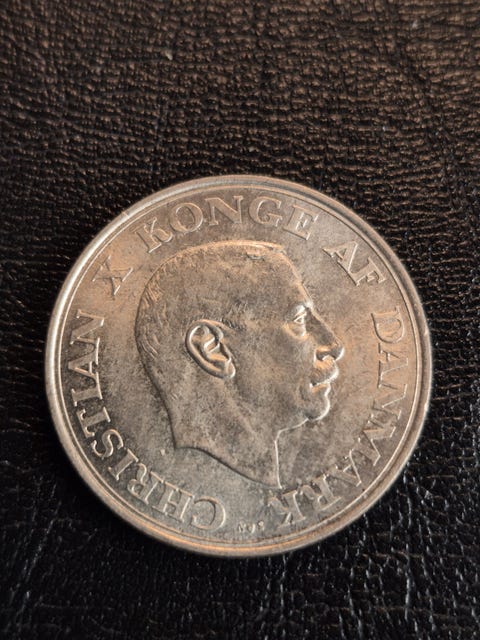 CHRISTIAN X KONGE AF DANMARK